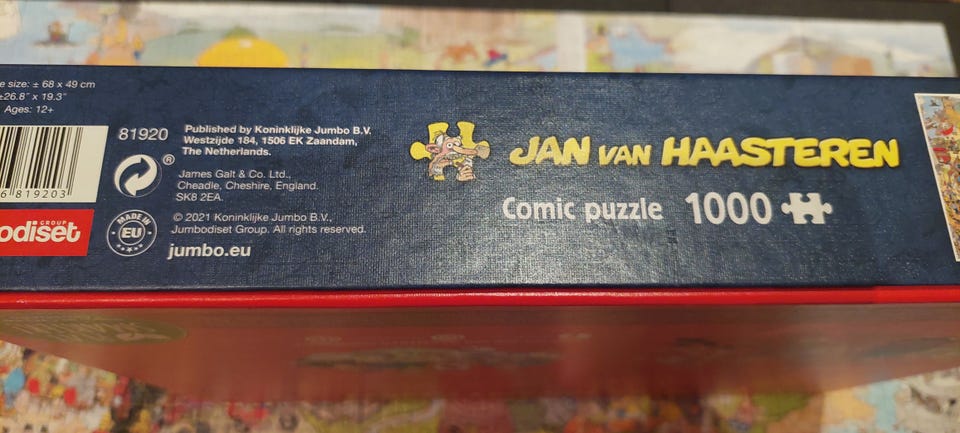 e size: ± 68 x 49 cm
±26.8" x 19.3"
Ages: 12+
6 819203
GROUP
odiset
81920
®
MADE IN
EU
Published by Koninklijke Jumbo B.V.
Westzijde 184, 1506 EK Zaandam,
The Netherlands.
James Galt & Co. Ltd.,
Cheadle, Cheshire, England.
SK8 2EA.
© 2021 Koninklijke Jumbo B.V.,
Jumbodiset Group. All rights reserved.
jumbo.eu
JAN VAN HAASTEREN
Comic puzzle 1000